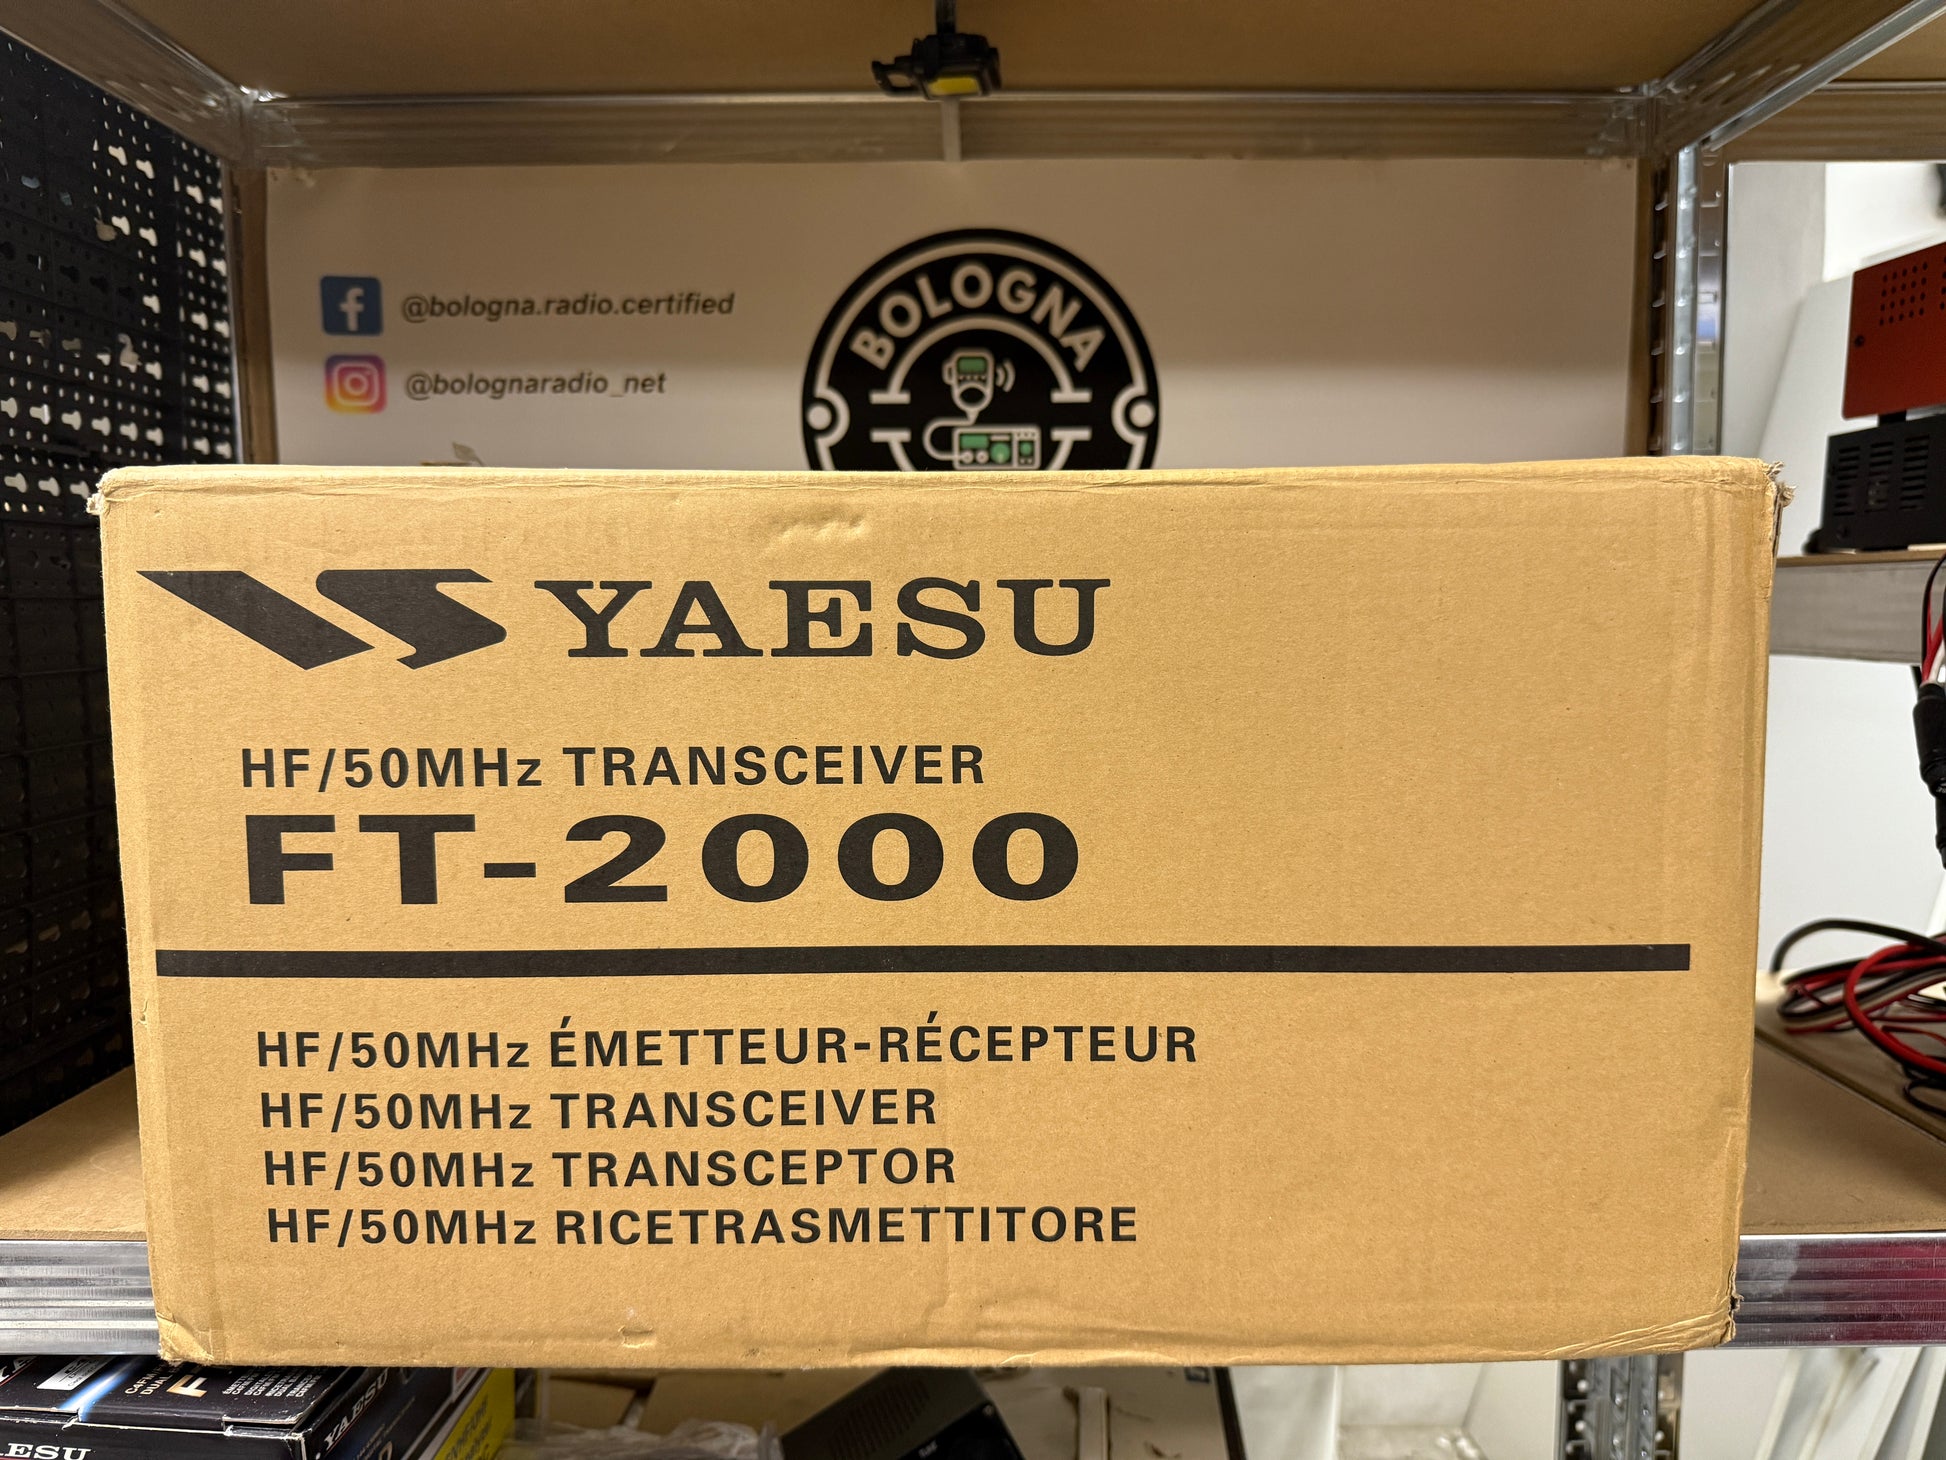 @bologna.radio.certified
@bolognaradio_net
BOLOGNA
YAESU
HF/50MHz TRANSCEIVER
FT-2000
HF/50MHz ÉMETTEUR-RÉCEPTEUR
HF/50MHz TRANSCEIVER
HF/50MHz TRANSCEPTOR
HF/50MHz RICETRASMETTITORE
YAESU